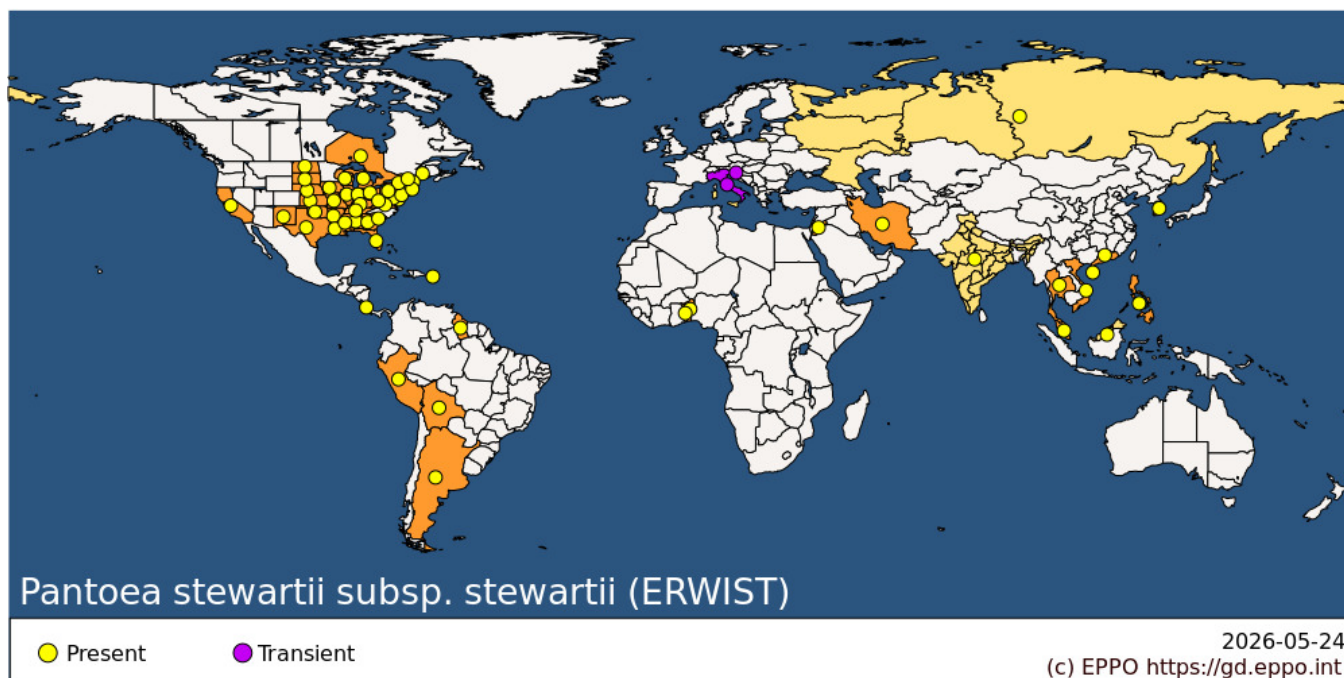 Pantoea stewartii subsp. stewartii (ERWIST)
Present
Transient
2026-05-24
(c) EPPO https://gd.eppo.int